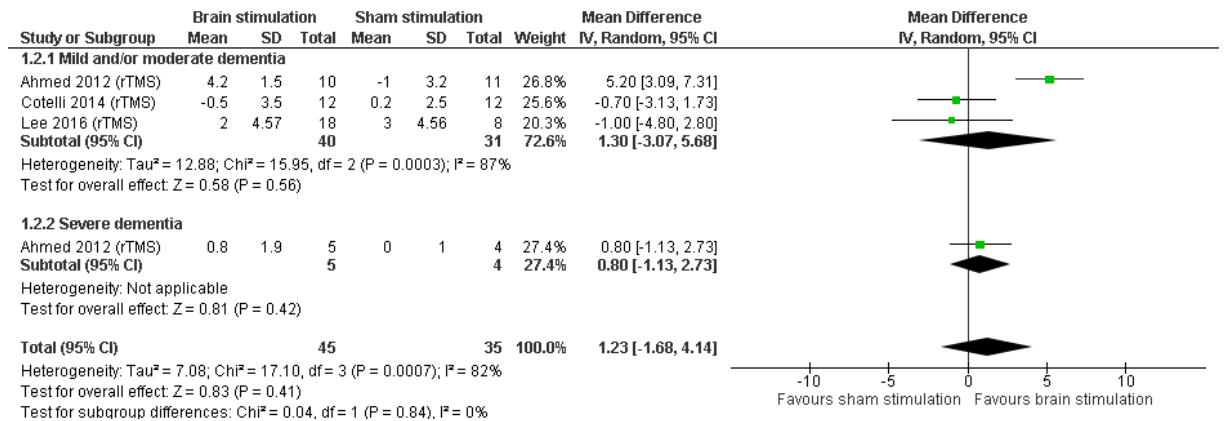 Brain stimulation Sham stimulation Mean Difference Mean Difference
Study or Subgroup Mean SD Total Mean SD Total Weight IV, Random, 95% CI IV, Random, 95% CI
1.2.1 Mild and/or moderate dementia
Ahmed 2012 (rTMS) 4.2 1.5 10 -1 3.2 11 26.8% 5.20 [3.09, 7.31]
Cotelli 2014 (rTMS) -0.5 3.5 12 0.2 2.5 12 25.6% -0.70 [-3.13, 1.73]
Lee 2016 (rTMS) 2 4.57 18 3 4.56 8 20.3% -1.00 [-4.80, 2.80]
Subtotal (95% CI) 40 31 72.6% 1.30 [-3.07, 5.68]
Heterogeneity: Tau² = 12.88; Chi² = 15.95, df = 2 (P = 0.0003); I² = 87%
Test for overall effect: Z = 0.58 (P = 0.56)
1.2.2 Severe dementia
Ahmed 2012 (rTMS) 0.8 1.9 5 0 1 4 27.4% 0.80 [-1.13, 2.73]
Subtotal (95% CI) 5 4 27.4% 0.80 [-1.13, 2.73]
Heterogeneity: Not applicable
Test for overall effect: Z = 0.81 (P = 0.42)
Total (95% CI) 45 35 100.0% 1.23 [-1.68, 4.14]
Heterogeneity: Tau² = 7.08; Chi² = 17.10, df = 3 (P = 0.0007); I² = 82%
Test for overall effect: Z = 0.83 (P = 0.41)
Test for subgroup differences: Chi² = 0.04, df = 1 (P = 0.84), I² = 0%
-10 -5 0 5 10
Favours sham stimulation Favours brain stimulation